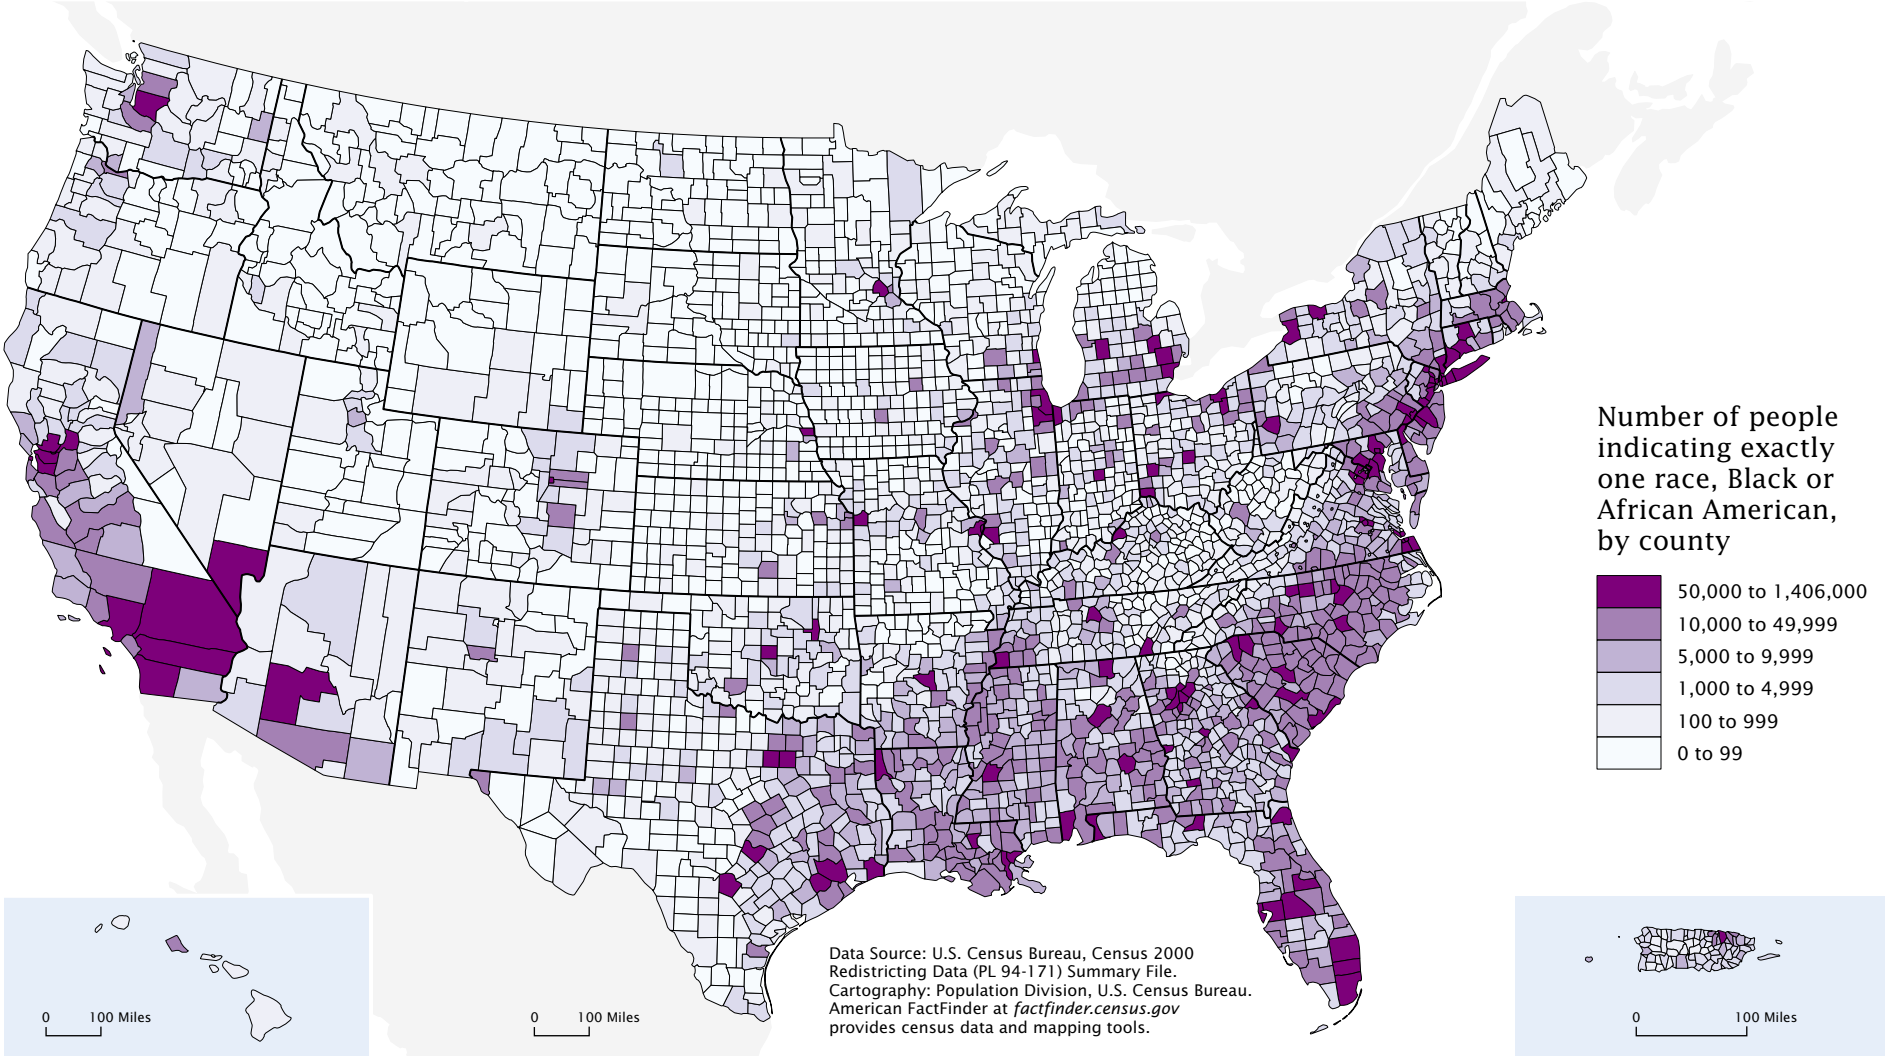 Number of people
indicating exactly
one race, Black or
African American,
by county
50,000 to 1,406,000
10,000 to 49,999
5,000 to 9,999
1,000 to 4,999
100 to 999
0 to 99
Data Source: U.S. Census Bureau, Census 2000
Redistricting Data (PL 94-171) Summary File.
Cartography: Population Division, U.S. Census Bureau.
American FactFinder at factfinder.census.gov
provides census data and mapping tools.
0 100 Miles
0 100 Miles
0 100 Miles